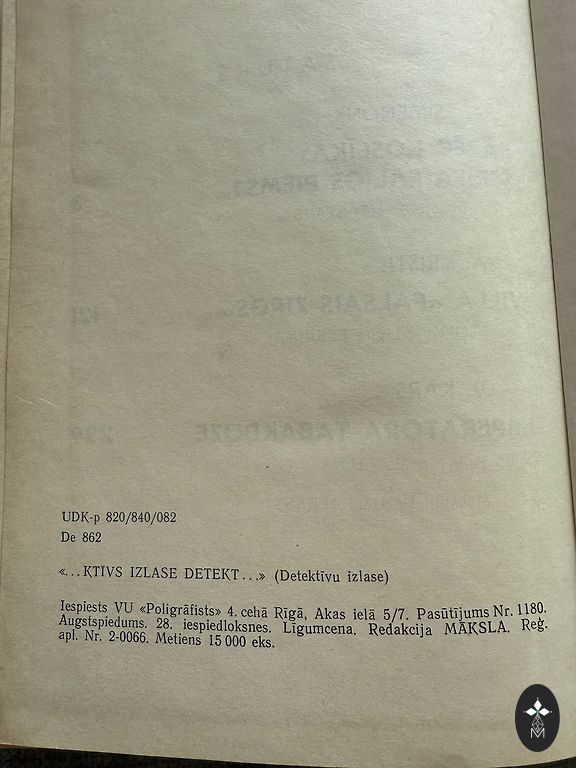 UDK-p 820/840/082
De 862
«...KTIVS IZLASE DETEKT...» (Detektīvu izlase)
Iespiests VU «Poligrāfists» 4. cehā Rīgā, Akas ielā 5/7. Pasūtījums Nr. 1180.
Augstspiedums. 28. iespiedloksnes. Līgumcena. Redakcija MĀKSLA. Reģ.
apl. Nr. 2-0066. Metiens 15 000 eks.
M